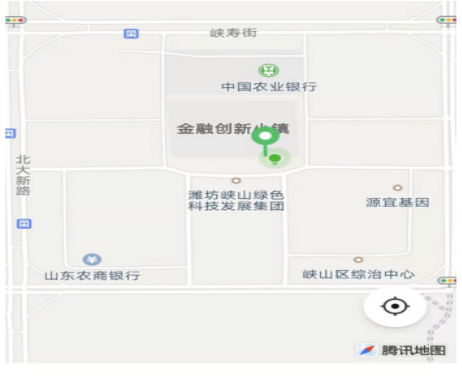 峡寿街
中国农业银行
金融创新小镇
北大新路
潍坊峡山绿色
科技发展集团
源宜基因
山东农商银行
峡山区综治中心
腾讯地图